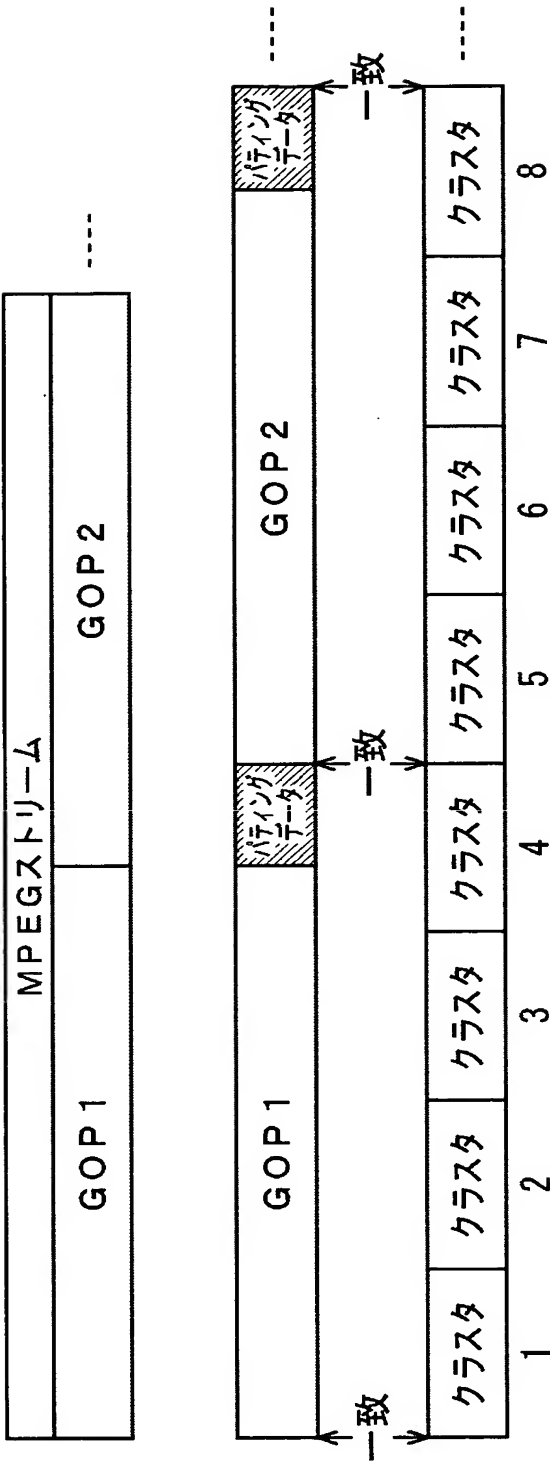 MPEGストリーム
GOP1 GOP2 ----
GOP1 パティングデータ GOP2 パティングデータ ----
一致 一致 一致
クラスタ クラスタ クラスタ クラスタ クラスタ クラスタ クラスタ クラスタ ----
1 2 3 4 5 6 7 8